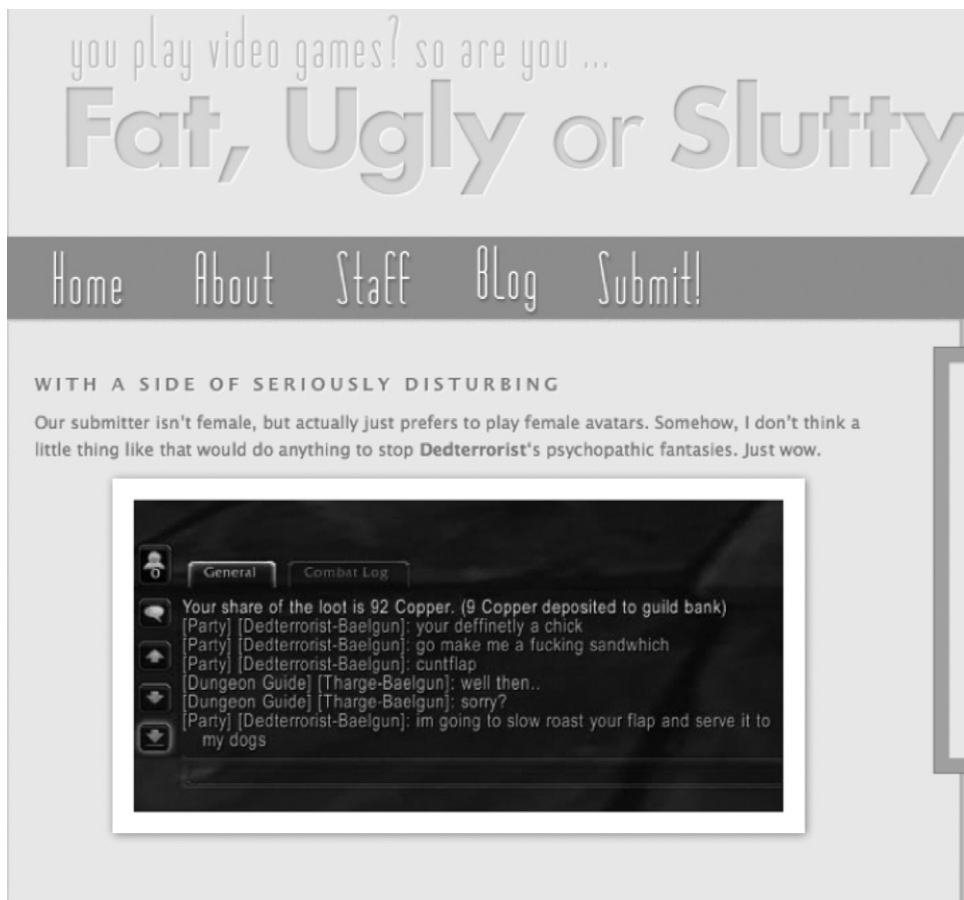 you play video games? so are you ...
Fat, Ugly or Slutty
Home About Staff Blog Submit!
WITH A SIDE OF SERIOUSLY DISTURBING
Our submitter isn't female, but actually just prefers to play female avatars. Somehow, I don't think a
little thing like that would do anything to stop Dedterrorist's psychopathic fantasies. Just wow.
0
General Combat Log
Your share of the loot is 92 Copper. (9 Copper deposited to guild bank)
[Party] [Dedterrorist-Baelgun]: your deffinetly a chick
[Party] [Dedterrorist-Baelgun]: go make me a fucking sandwhich
[Party] [Dedterrorist-Baelgun]: cuntflap
[Dungeon Guide] [Tharge-Baelgun]: well then..
[Dungeon Guide] [Tharge-Baelgun]: sorry?
[Party] [Dedterrorist-Baelgun]: im going to slow roast your flap and serve it to
my dogs